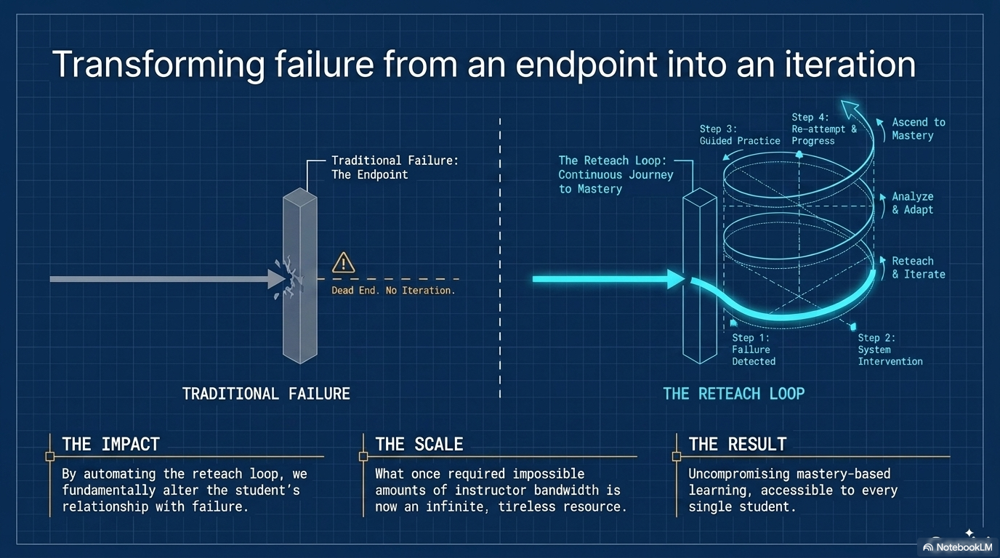 Transforming failure from an endpoint into an iteration
Traditional Failure:
The Endpoint
Dead End. No Iteration.
TRADITIONAL FAILURE
The Reteach Loop:
Continuous Journey
to Mastery
Step 3:
Guided Practice
Step 4:
Re-attempt &
Progress
Ascend to
Mastery
Analyze
& Adapt
Reteach
& Iterate
Step 1:
Failure
Detected
Step 2:
System
Intervention
THE RETEACH LOOP
THE IMPACT
By automating the reteach loop, we
fundamentally alter the student's
relationship with failure.
THE SCALE
What once required impossible
amounts of instructor bandwidth is
now an infinite, tireless resource.
THE RESULT
Uncompromising mastery-based
learning, accessible to every
single student.
NotebookLM